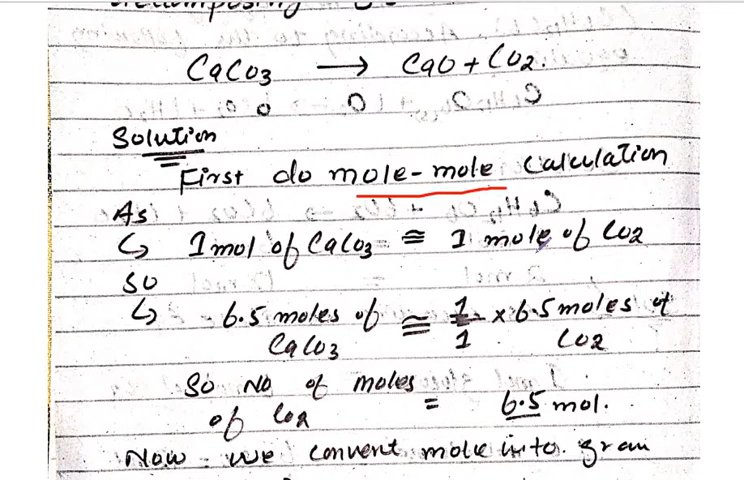 CaCO3 → CaO + CO2.
Solution
First do mole-mole Calculation
As
↳ 1 mol of CaCO3 ≅ 1 mole of CO2
SO
↳ 6.5 moles of CaCO3 ≅ 1/1 × 6.5 moles of CO2
So No of moles of CO2 = 6.5 mol.
Now - we convent mole into gram